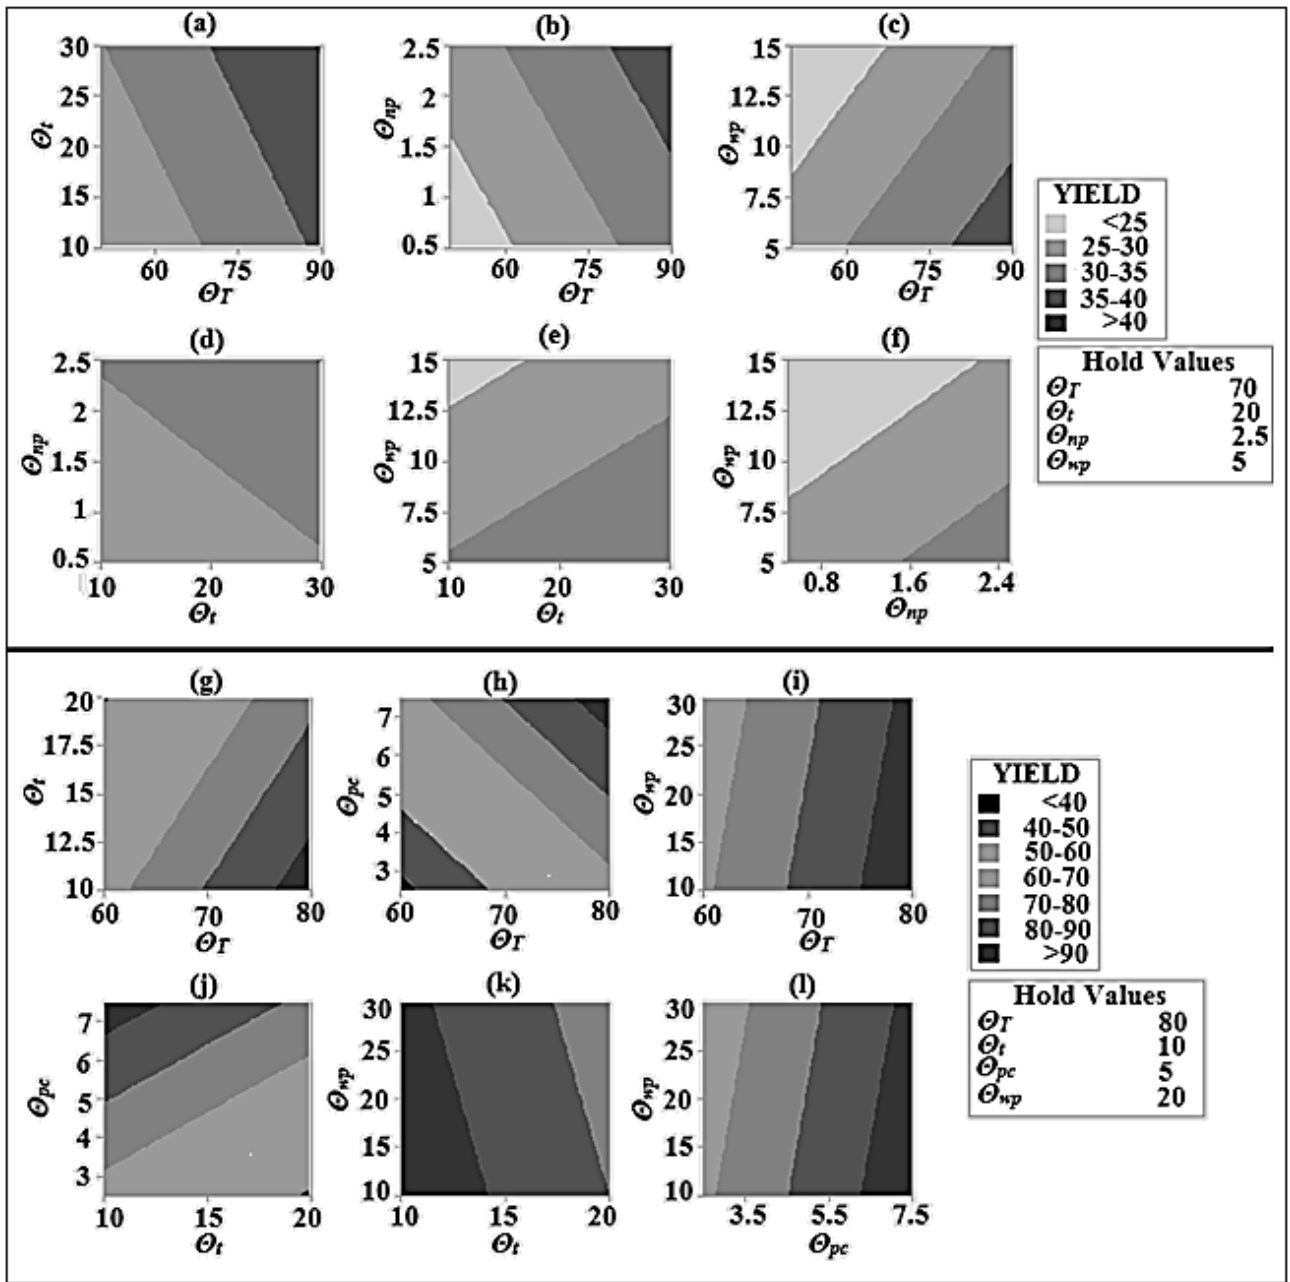 (a)
30
25
20
15
10
Θt
60 75 90
ΘT
(b)
2.5
2
1.5
1
0.5
Θnp
60 75 90
ΘT
(c)
15
12.5
10
7.5
5
Θwp
60 75 90
ΘT
YIELD
<25
25-30
30-35
35-40
>40
(d)
2.5
2
1.5
1
0.5
Θnp
10 20 30
Θt
(e)
15
12.5
10
7.5
5
Θwp
10 20 30
Θt
(f)
15
12.5
10
7.5
5
Θwp
0.8 1.6 2.4
Θnp
Hold Values
ΘT 70
Θt 20
Θnp 2.5
Θwp 5
(g)
20
17.5
15
12.5
10
Θt
60 70 80
ΘT
(h)
7
6
5
4
3
Θpc
60 70 80
ΘT
(i)
30
25
20
15
10
Θwp
60 70 80
ΘT
YIELD
<40
40-50
50-60
60-70
70-80
80-90
>90
(j)
7
6
5
4
3
Θpc
10 15 20
Θt
(k)
30
25
20
15
10
Θwp
10 15 20
Θt
(l)
30
25
20
15
10
Θwp
3.5 5.5 7.5
Θpc
Hold Values
ΘT 80
Θt 10
Θpc 5
Θwp 20